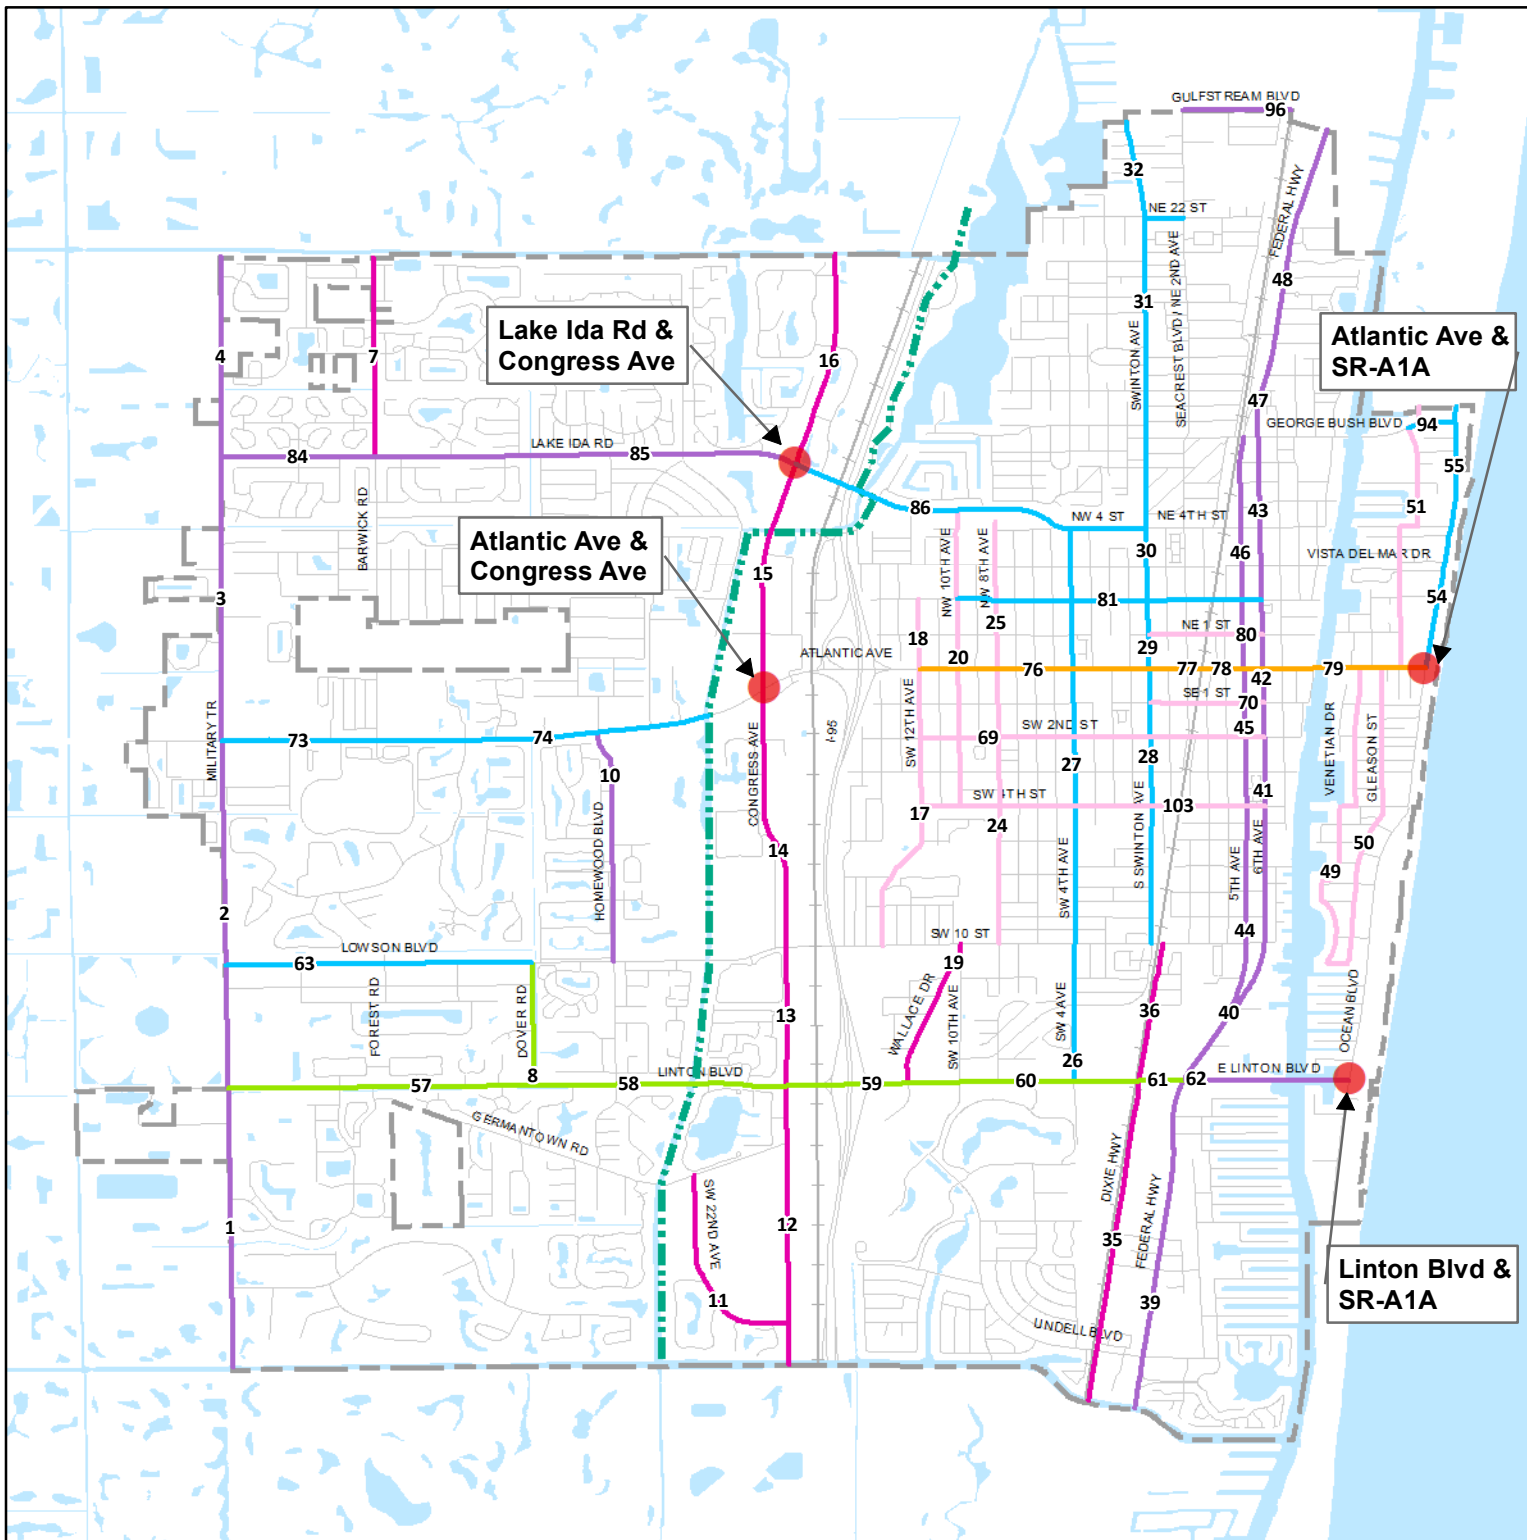 GULFSTREAM BLVD
96
32
NE 22 ST
FEDERAL HWY
48
31
SWINTON AVE
SEACREST BLVD / NE 2ND AVE
Lake Ida Rd &
Congress Ave
Atlantic Ave &
SR-A1A
4
7
16
47
GEORGE BUSH BLVD
94
LAKE IDA RD
84
85
55
BARWICK RD
86
51
NW 4 ST
NE 4TH ST
43
Atlantic Ave &
Congress Ave
NW 10TH AVE
NW 8TH AVE
30
46
VISTA DEL MAR DR
15
3
81
54
25
18
NE 1 ST
80
29
ATLANTIC AVE
20
76
77
78
42
79
SE 1 ST
70
MILITARY TR
73
74
SW 12TH AVE
SW 2ND ST
69
45
I-95
CONGRESS AVE
10
27
28
VENETIAN DR
GLEASON ST
HOMEWOOD BLVD
SW 4TH ST
103
41
17
24
S SWINTON AVE
14
50
49
5TH AVE
6TH AVE
SW 4TH AVE
2
LOWSON BLVD
63
SW 10 ST
44
19
FOREST RD
DOVER RD
13
WALLACE DR
SW 10TH AVE
SW 4 AVE
36
40
OCEAN BLVD
26
LINTON BLVD
8
57
58
59
60
61
62
E LINTON BLVD
GERMANTOWN RD
DIXIE HWY
FEDERAL HWY
SW 22ND AVE
1
12
35
Linton Blvd &
SR-A1A
11
39